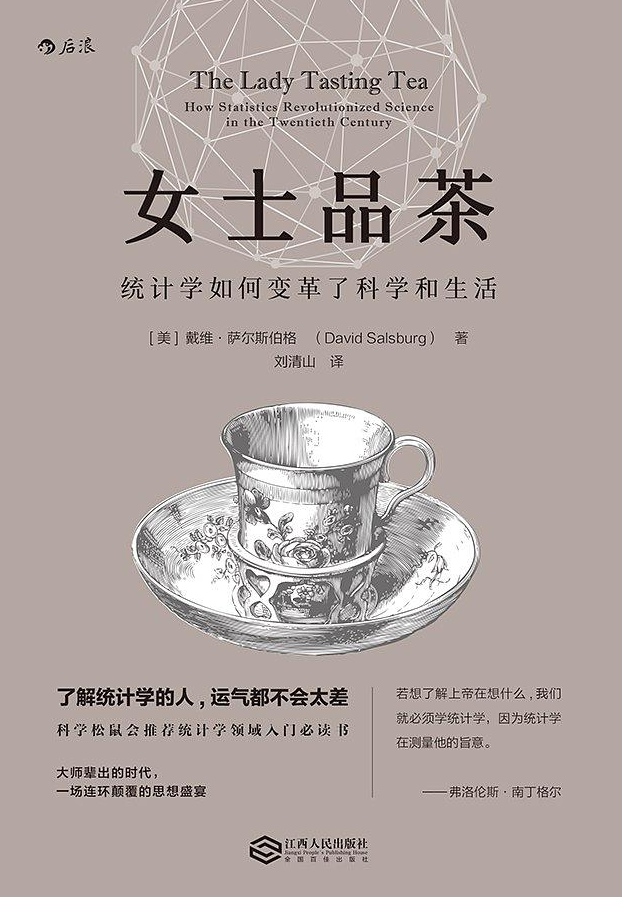 后浪
The Lady Tasting Tea
How Statistics Revolutionized Science
in the Twentieth Century
女士品茶
统计学如何变革了科学和生活
[美] 戴维·萨尔斯伯格 （David Salsburg） 著
刘清山 译
了解统计学的人，运气都不会太差
科学松鼠会推荐统计学领域入门必读书
大师辈出的时代，
一场连环颠覆的思想盛宴
若想了解上帝在想什么，我们
就必须学统计学，因为统计学
在测量他的旨意。
——弗洛伦斯·南丁格尔
江西人民出版社
Jiangxi People's Publishing House
全国百佳出版社